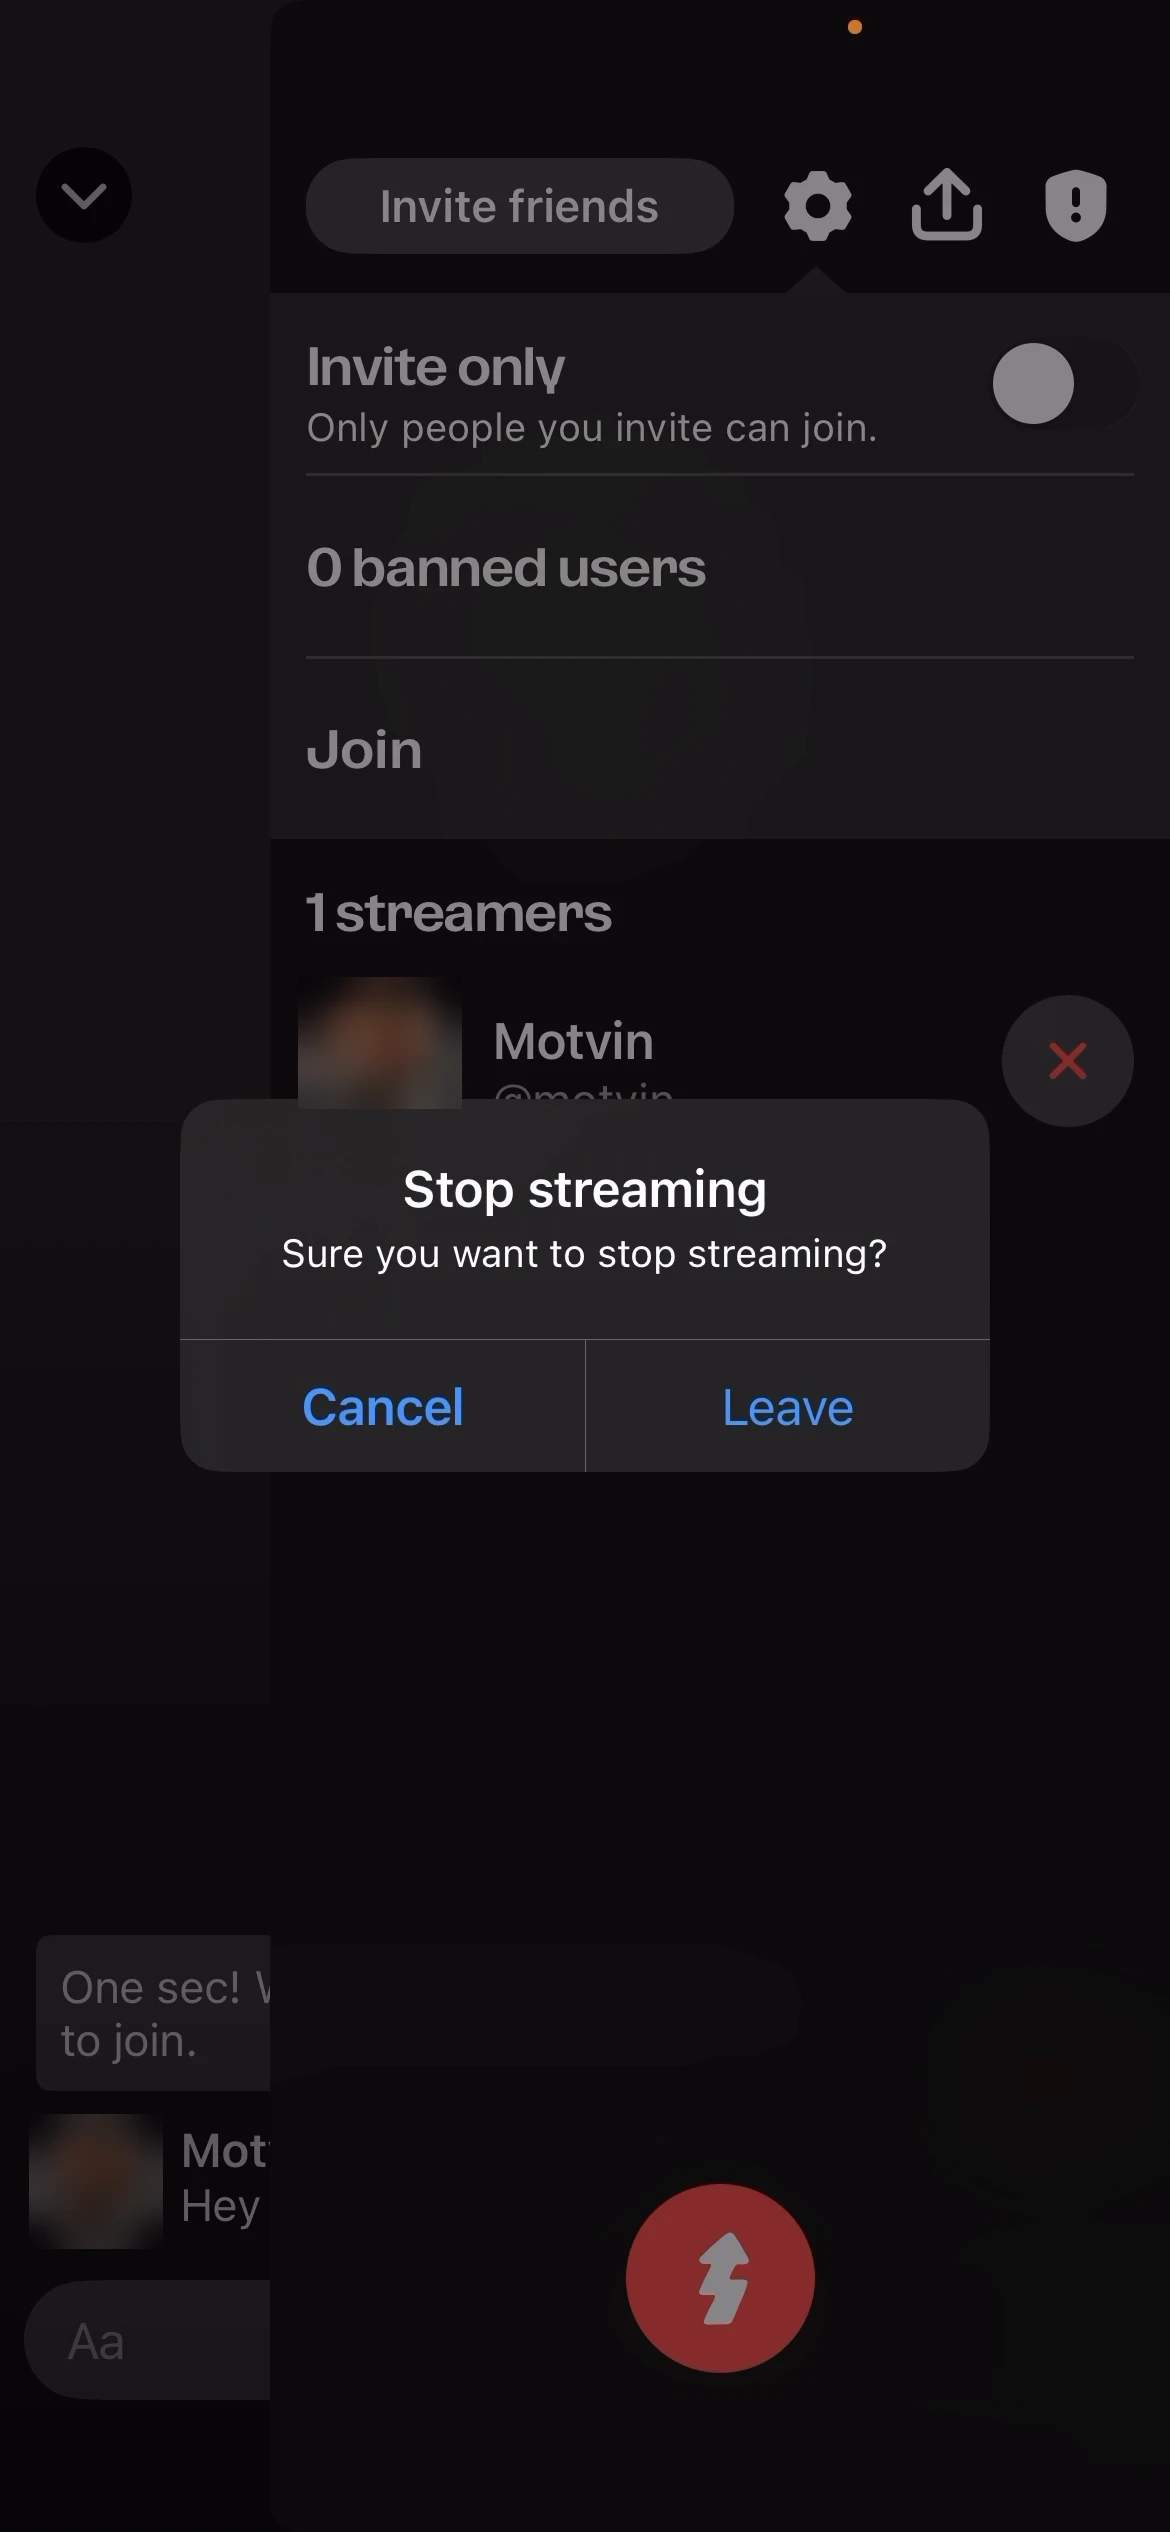 Invite friends
Invite only
Only people you invite can join.
0 banned users
Join
1 streamers
Motvin
@motvin
Stop streaming
Sure you want to stop streaming?
Cancel
Leave
One sec!
to join.
Mot
Hey
Aa